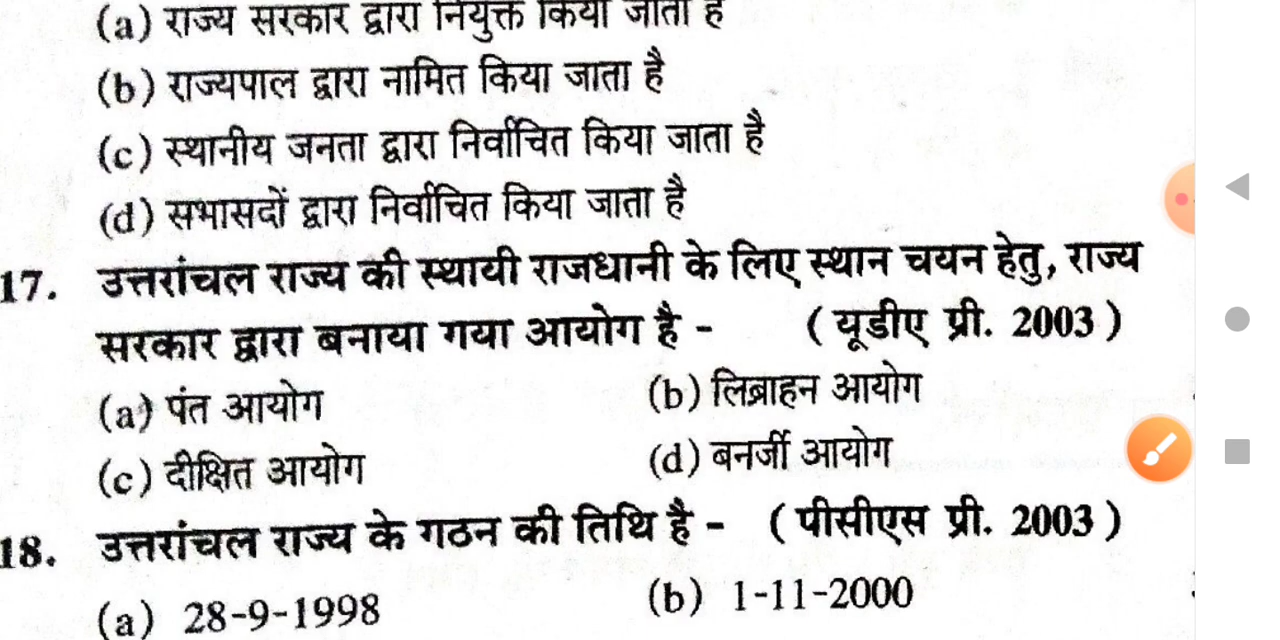 (a) राज्य सरकार द्वारा नियुक्त किया जाता है
(b) राज्यपाल द्वारा नामित किया जाता है
(c) स्थानीय जनता द्वारा निर्वाचित किया जाता है
(d) सभासदों द्वारा निर्वाचित किया जाता है
17. उत्तरांचल राज्य की स्थायी राजधानी के लिए स्थान चयन हेतु, राज्य
सरकार द्वारा बनाया गया आयोग है - ( यूडीए प्री. 2003 )
(a) पंत आयोग (b) लिब्राहन आयोग
(c) दीक्षित आयोग (d) बनर्जी आयोग
18. उत्तरांचल राज्य के गठन की तिथि है - ( पीसीएस प्री. 2003 )
(a) 28-9-1998 (b) 1-11-2000